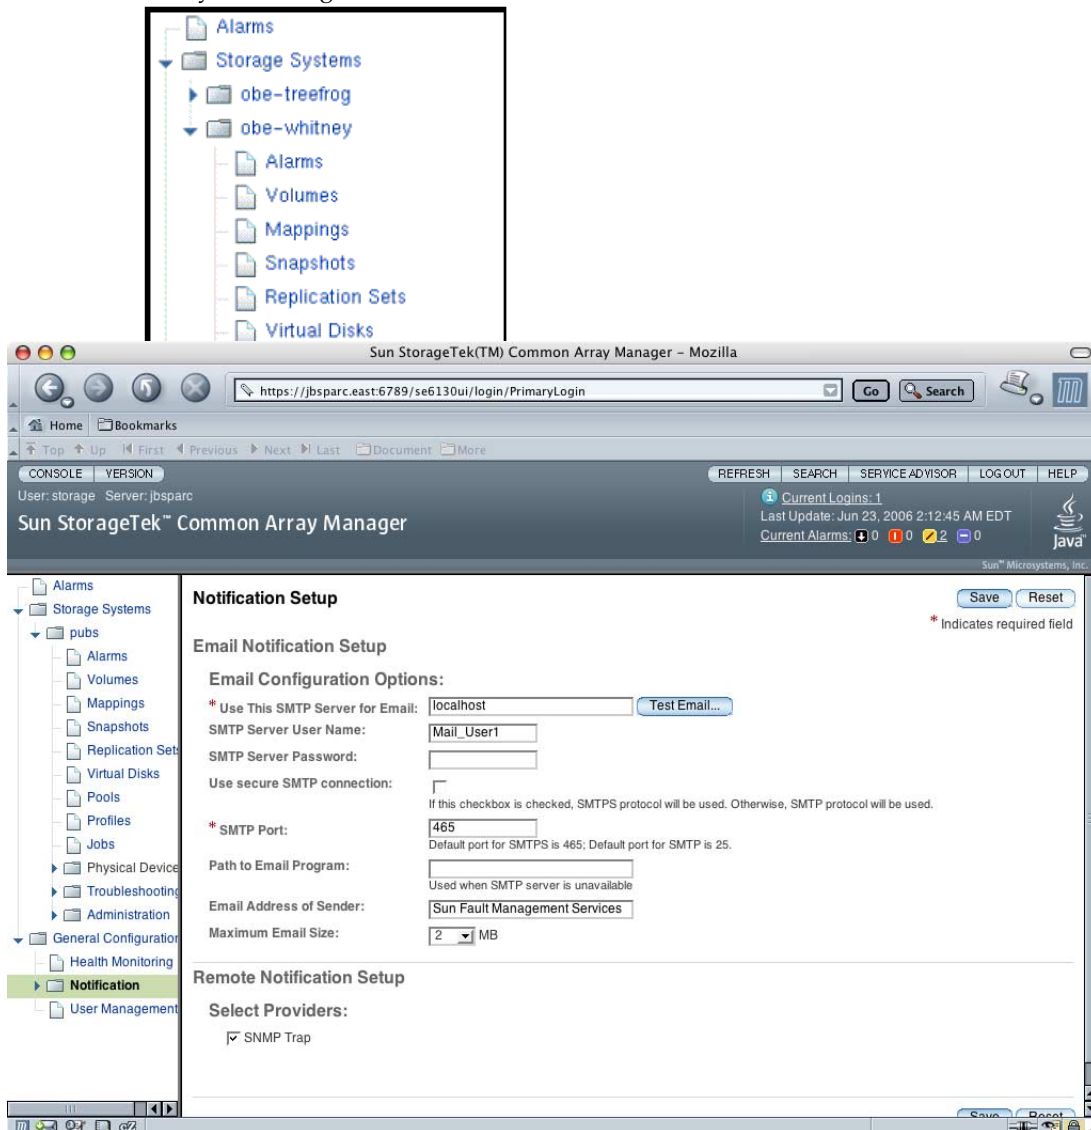 Alarms
Storage Systems
obe-treefrog
obe-whitney
Alarms
Volumes
Mappings
Snapshots
Replication Sets
Virtual Disks
Sun StorageTek(TM) Common Array Manager - Mozilla
https://jbsparc.east:6789/se6130ui/login/PrimaryLogin
Go
Search
Home Bookmarks
Top Up First Previous Next Last Document More
CONSOLE VERSION REFRESH SEARCH SERVICE ADVISOR LOG OUT HELP
User: storage Server: jbsparc
Current Logins: 1
Last Update: Jun 23, 2006 2:12:45 AM EDT
Sun StorageTek™ Common Array Manager
Current Alarms: 0 0 2 0
Java™
Sun™ Microsystems, Inc.
Alarms
Storage Systems
pubs
Alarms
Volumes
Mappings
Snapshots
Replication Sets
Virtual Disks
Pools
Profiles
Jobs
Physical Device
Troubleshooting
Administration
General Configuration
Health Monitoring
Notification
User Management
Notification Setup
Save Reset
* Indicates required field
Email Notification Setup
Email Configuration Options:
* Use This SMTP Server for Email: localhost Test Email...
SMTP Server User Name: Mail_User1
SMTP Server Password:
Use secure SMTP connection:
If this checkbox is checked, SMTPS protocol will be used. Otherwise, SMTP protocol will be used.
* SMTP Port: 465
Default port for SMTPS is 465; Default port for SMTP is 25.
Path to Email Program:
Used when SMTP server is unavailable
Email Address of Sender: Sun Fault Management Services
Maximum Email Size: 2 MB
Remote Notification Setup
Select Providers:
SNMP Trap
Save Reset